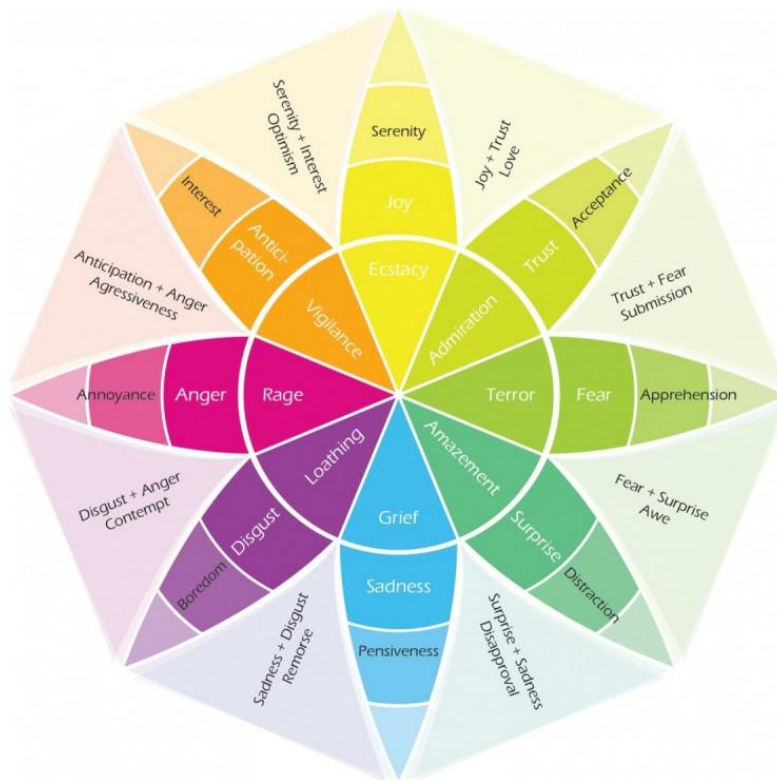 Serenity + Interest
Optimism
Joy + Trust
Love
Serenity
Joy
Ecstacy
Interest
Antici-
pation
Vigilance
Acceptance
Trust
Admiration
Anticipation + Anger
Agressiveness
Trust + Fear
Submission
Annoyance
Anger
Rage
Terror
Fear
Apprehension
Disgust + Anger
Contempt
Loathing
Disgust
Boredom
Grief
Sadness
Pensiveness
Amazement
Surprise
Distraction
Fear + Surprise
Awe
Sadness + Disgust
Remorse
Surprise + Sadness
Disapproval